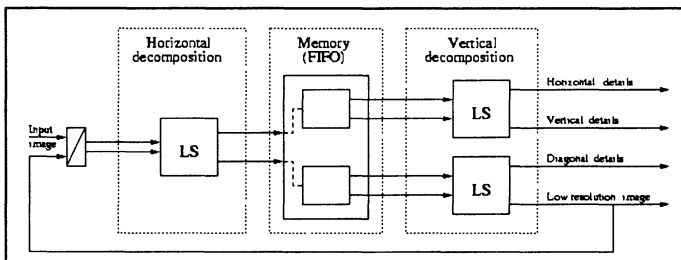 Horizontal
decomposition
Memory
(FIFO)
Vertical
decomposition
Input
image
LS
LS
LS
Horizontal details
Vertical details
Diagonal details
Low resolution image